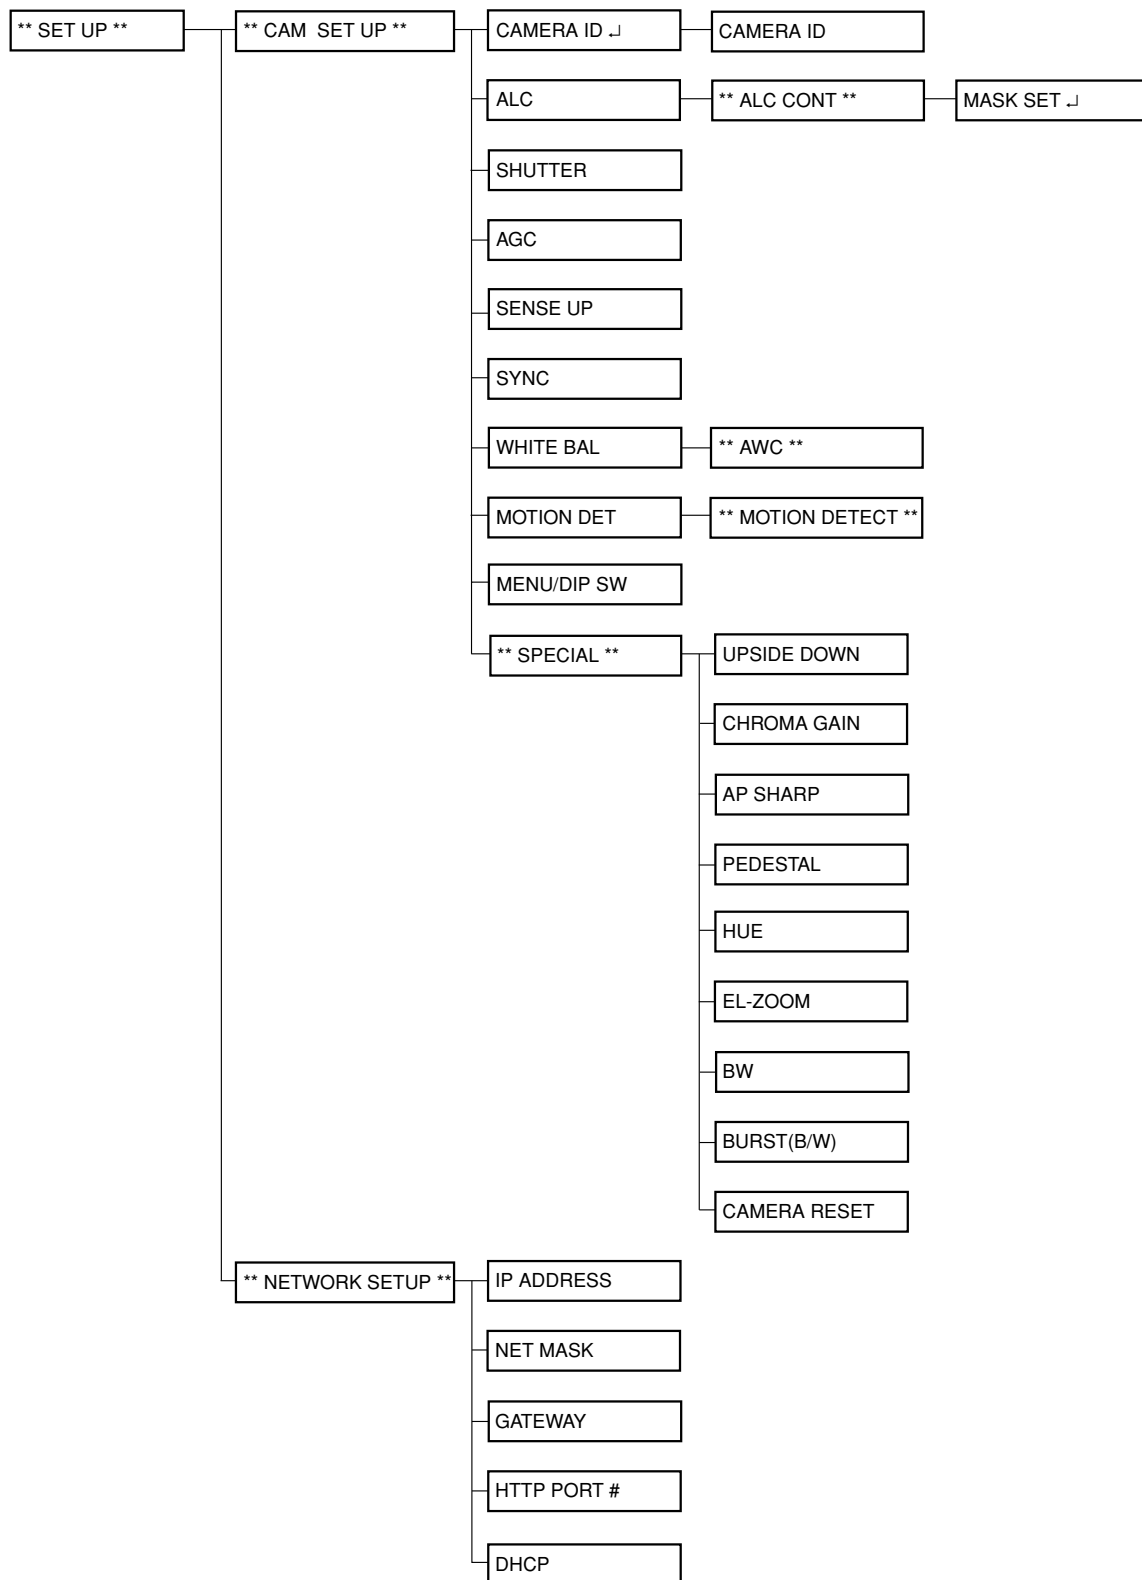 ** SET UP **
** CAM  SET UP **
CAMERA ID ↵
CAMERA ID
ALC
** ALC CONT **
MASK SET ↵
SHUTTER
AGC
SENSE UP
SYNC
WHITE BAL
** AWC **
MOTION DET
** MOTION DETECT **
MENU/DIP SW
** SPECIAL **
UPSIDE DOWN
CHROMA GAIN
AP SHARP
PEDESTAL
HUE
EL-ZOOM
BW
BURST(B/W)
CAMERA RESET
** NETWORK SETUP **
IP ADDRESS
NET MASK
GATEWAY
HTTP PORT #
DHCP